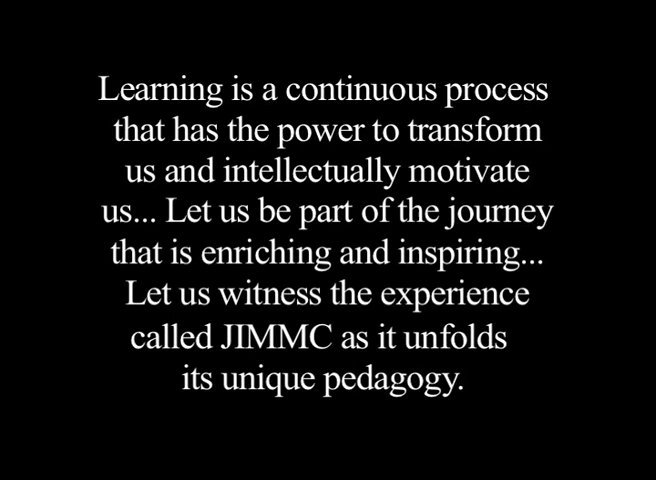 Learning is a continuous process
that has the power to transform
us and intellectually motivate
us... Let us be part of the journey
that is enriching and inspiring...
Let us witness the experience
called JIMMC as it unfolds
its unique pedagogy.